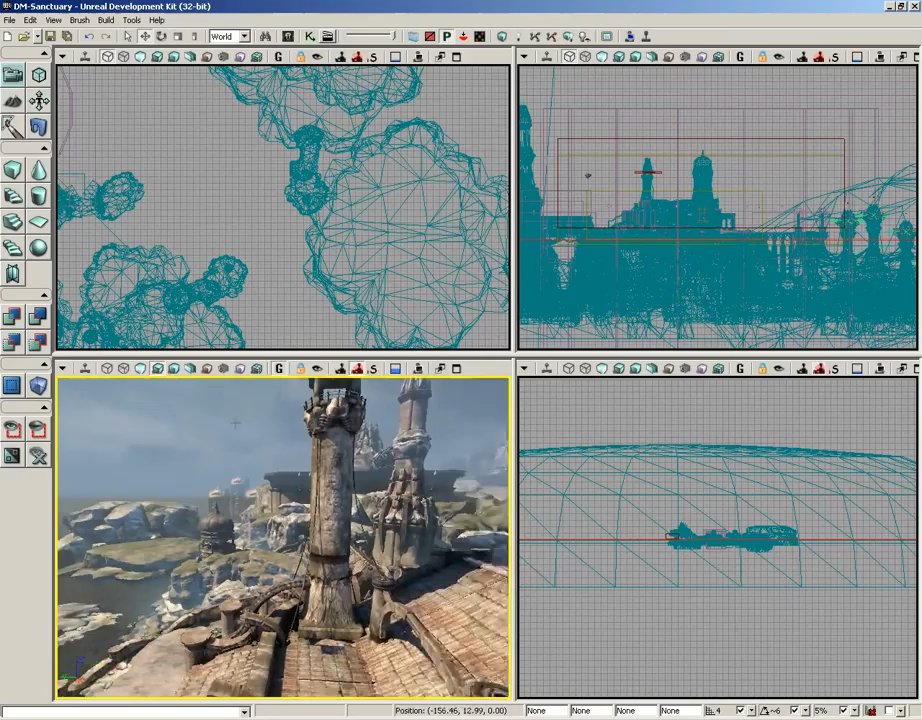 DM-Sanctuary - Unreal Development Kit (32-bit)
File Edit View Brush Build Tools Help
World
P
G S G S
G S G S
Position: (-156.46, 12.99, 0.00) None None None None 4 ~6 5%